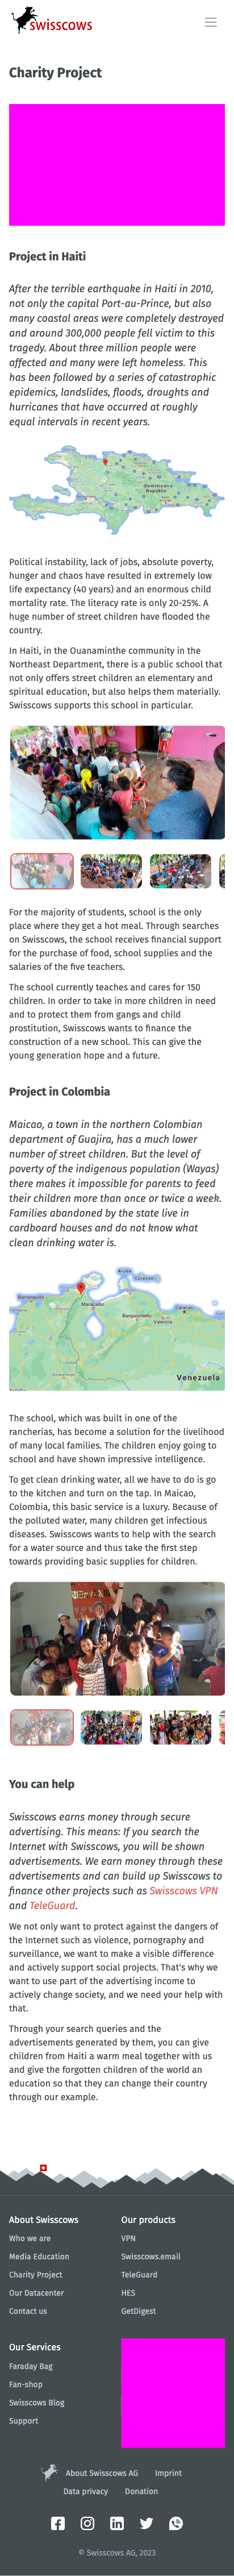 swisscows
Charity Project
Project in Haiti
After the terrible earthquake in Haiti in 2010,
not only the capital Port-au-Prince, but also
many coastal areas were completely destroyed
and around 300,000 people fell victim to this
tragedy. About three million people were
affected and many were left homeless. This
has been followed by a series of catastrophic
epidemics, landslides, floods, droughts and
hurricanes that have occurred at roughly
equal intervals in recent years.
Dominican
Republic
Political instability, lack of jobs, absolute poverty,
hunger and chaos have resulted in extremely low
life expectancy (40 years) and an enormous child
mortality rate. The literacy rate is only 20-25%. A
huge number of street children have flooded the
country.
In Haiti, in the Ouanaminthe community in the
Northeast Department, there is a public school that
not only offers street children an elementary and
spiritual education, but also helps them materially.
Swisscows supports this school in particular.
For the majority of students, school is the only
place where they get a hot meal. Through searches
on Swisscows, the school receives financial support
for the purchase of food, school supplies and the
salaries of the five teachers.
The school currently teaches and cares for 150
children. In order to take in more children in need
and to protect them from gangs and child
prostitution, Swisscows wants to finance the
construction of a new school. This can give the
young generation hope and a future.
Project in Colombia
Maicao, a town in the northern Colombian
department of Guajira, has a much lower
number of street children. But the level of
poverty of the indigenous population (Wayas)
there makes it impossible for parents to feed
their children more than once or twice a week.
Families abandoned by the state live in
cardboard houses and do not know what
clean drinking water is.
Aruba
Curaçao
Barranquilla
Maracaibo
Caracas
Barquisimeto
Valencia
Venezuela
The school, which was built in one of the
rancherias, has become a solution for the livelihood
of many local families. The children enjoy going to
school and have shown impressive intelligence.
To get clean drinking water, all we have to do is go
to the kitchen and turn on the tap. In Maicao,
Colombia, this basic service is a luxury. Because of
the polluted water, many children get infectious
diseases. Swisscows wants to help with the search
for a water source and thus take the first step
towards providing basic supplies for children.
You can help
Swisscows earns money through secure
advertising. This means: If you search the
Internet with Swisscows, you will be shown
advertisements. We earn money through these
advertisements and can build up Swisscows to
finance other projects such as Swisscows VPN
and TeleGuard.
We not only want to protect against the dangers of
the Internet such as violence, pornography and
surveillance, we want to make a visible difference
and actively support social projects. That's why we
want to use part of the advertising income to
actively change society, and we need your help with
that.
Through your search queries and the
advertisements generated by them, you can give
children from Haiti a warm meal together with us
and give the forgotten children of the world an
education so that they can change their country
through our example.
About Swisscows
Who we are
Media Education
Charity Project
Our Datacenter
Contact us
Our products
VPN
Swisscows.email
TeleGuard
HES
GetDigest
Our Services
Faraday Bag
Fan-shop
Swisscows Blog
Support
About Swisscows AG Imprint
Data privacy Donation
© Swisscows AG, 2023